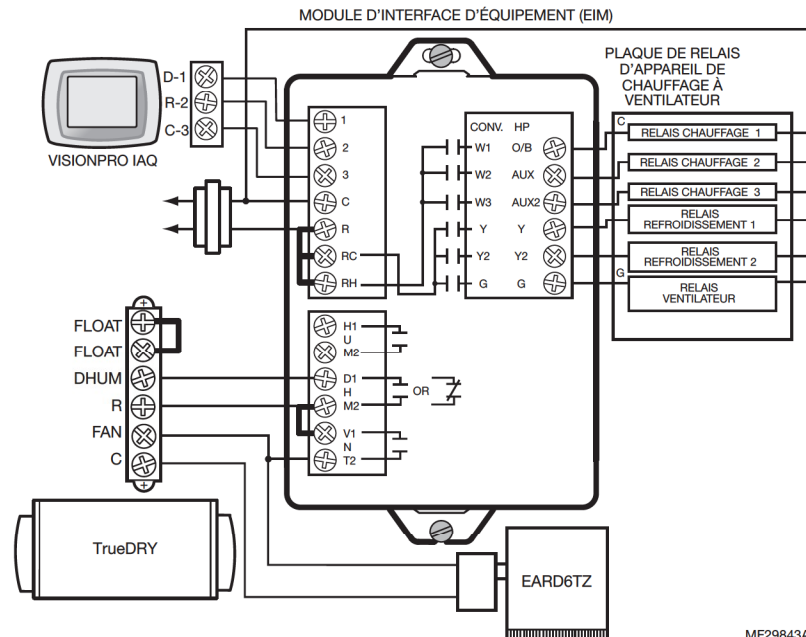 MODULE D'INTERFACE D'ÉQUIPEMENT (EIM)
D-1
R-2
C-3
VISIONPRO IAQ
1
2
3
C
R
RC
RH
CONV. HP
W1 O/B
W2 AUX
W3 AUX2
Y Y
Y2 Y2
G G
PLAQUE DE RELAIS
D'APPAREIL DE
CHAUFFAGE À
VENTILATEUR
C
RELAIS CHAUFFAGE 1
RELAIS CHAUFFAGE 2
RELAIS CHAUFFAGE 3
RELAIS
REFROIDISSEMENT 1
RELAIS
REFROIDISSEMENT 2
G
RELAIS
VENTILATEUR
FLOAT
FLOAT
DHUM
R
FAN
C
H1
U
M2
D1
H
M2
OR
V1
N
T2
TrueDRY
EARD6TZ
MF29843A